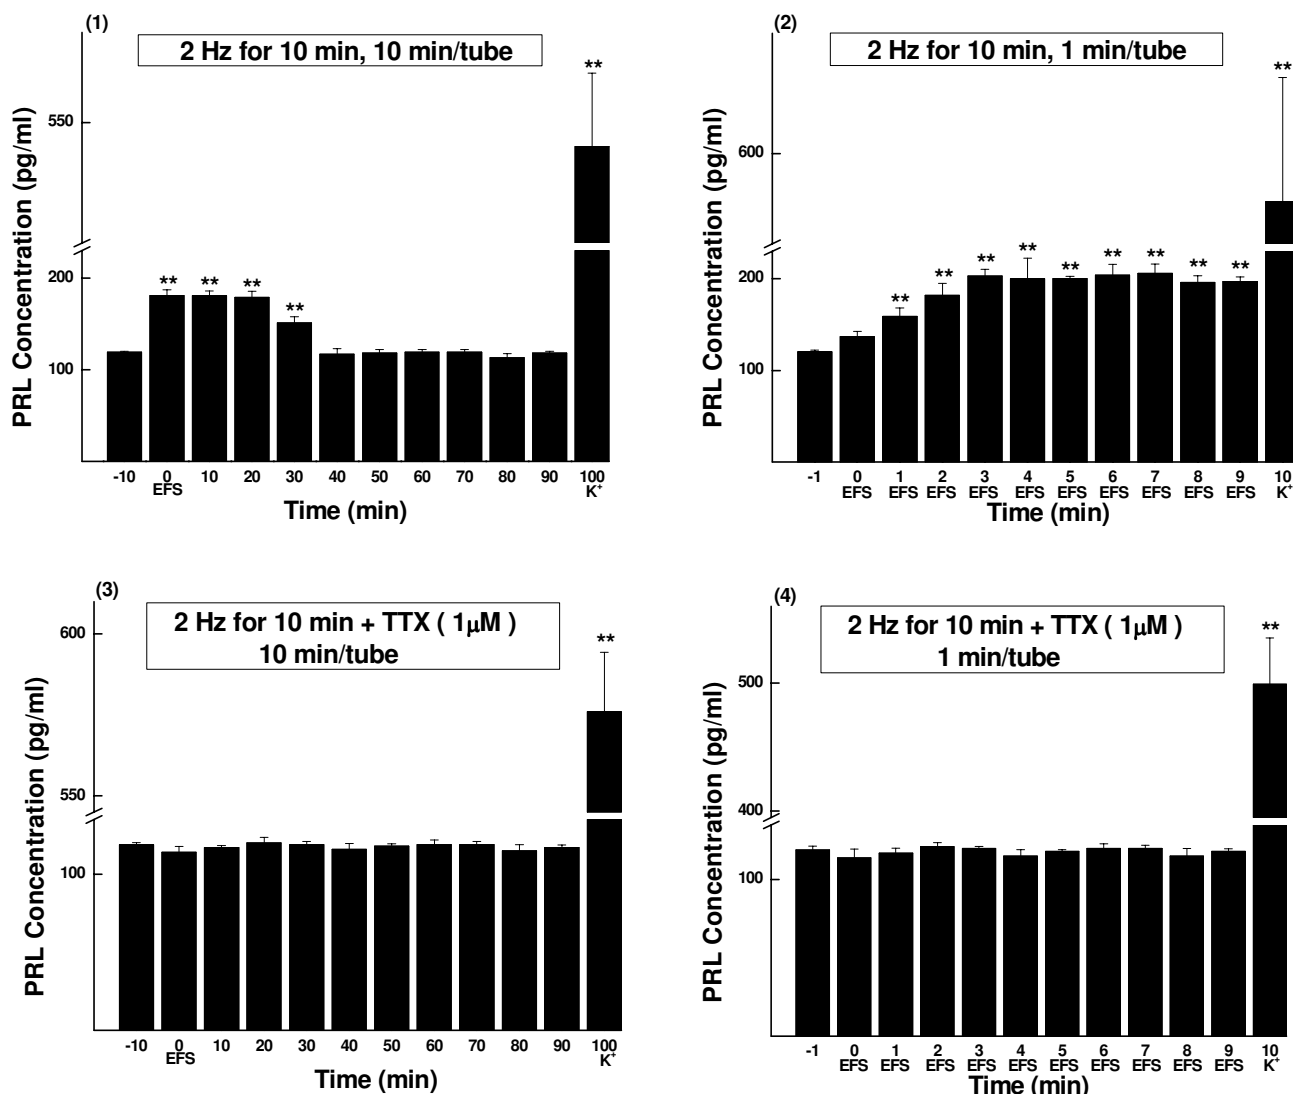 (1)
2 Hz for 10 min, 10 min/tube
PRL Concentration (pg/ml)
550
200
100
**
**
**
**
**
-10 0 10 20 30 40 50 60 70 80 90 100
EFS K⁺
Time (min)
(2)
2 Hz for 10 min, 1 min/tube
PRL Concentration (pg/ml)
600
200
100
**
**
**
**
**
**
**
**
**
**
-1 0 1 2 3 4 5 6 7 8 9 10
EFS EFS EFS EFS EFS EFS EFS EFS EFS EFS K⁺
Time (min)
(3)
2 Hz for 10 min + TTX ( 1μM )
10 min/tube
PRL Concentration (pg/ml)
600
550
100
**
-10 0 10 20 30 40 50 60 70 80 90 100
EFS K⁺
Time (min)
(4)
2 Hz for 10 min + TTX ( 1μM )
1 min/tube
PRL Concentration (pg/ml)
500
400
100
**
-1 0 1 2 3 4 5 6 7 8 9 10
EFS EFS EFS EFS EFS EFS EFS EFS EFS EFS K⁺
Time (min)